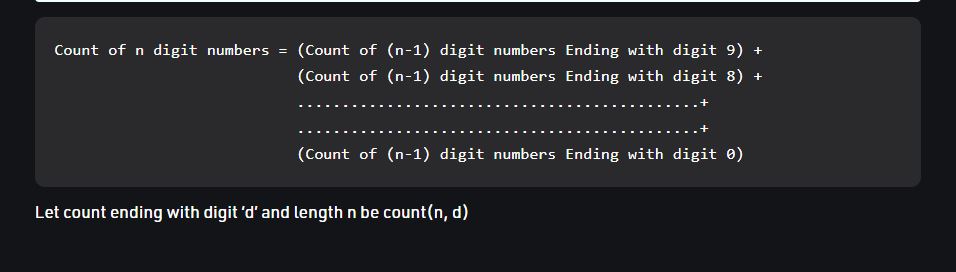 Count of n digit numbers = (Count of (n-1) digit numbers Ending with digit 9) +
(Count of (n-1) digit numbers Ending with digit 8) +
.............................................+
.............................................+
(Count of (n-1) digit numbers Ending with digit 0)
Let count ending with digit ‘d’ and length n be count(n, d)